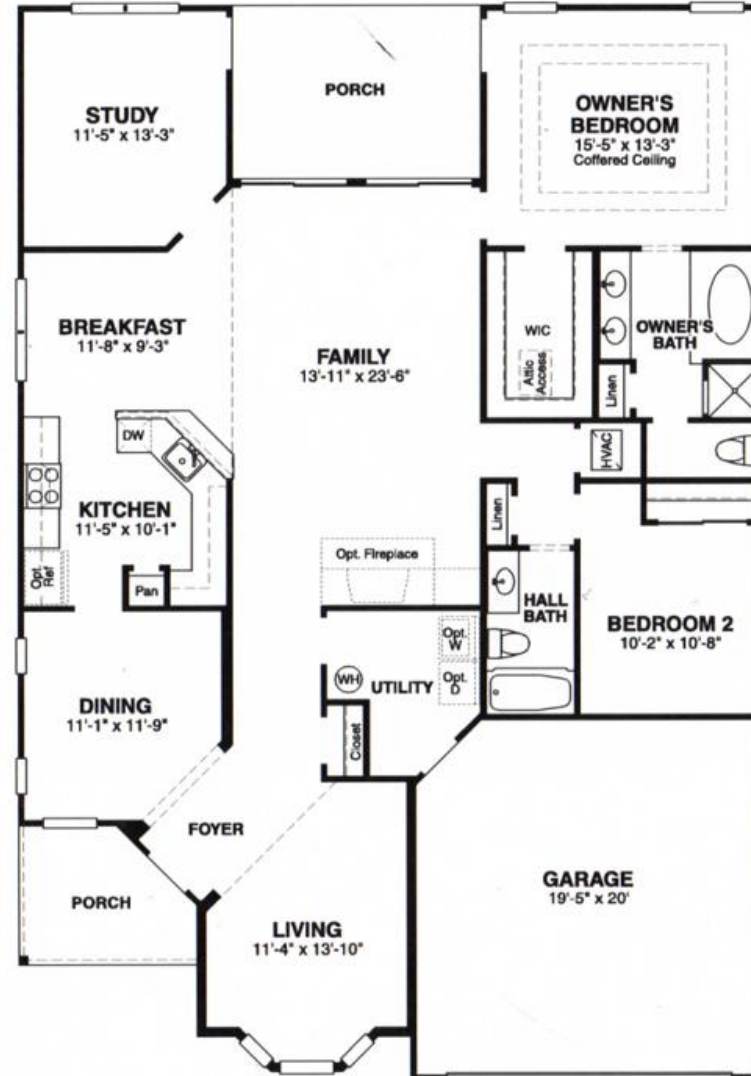 STUDY
11'-5" x 13'-3"
PORCH
OWNER'S
BEDROOM
15'-5" x 13'-3"
Coffered Ceiling
BREAKFAST
11'-8" x 9'-3"
FAMILY
13'-11" x 23'-6"
WIC
Attic
Access
OWNER'S
BATH
Linen
DW
HVAC
KITCHEN
11'-5" x 10'-1"
Opt.
Ref
Pan
Opt. Fireplace
Linen
HALL
BATH
BEDROOM 2
10'-2" x 10'-8"
DINING
11'-1" x 11'-9"
WH
UTILITY
Opt.
W
Opt.
D
Closet
FOYER
PORCH
LIVING
11'-4" x 13'-10"
GARAGE
19'-5" x 20'